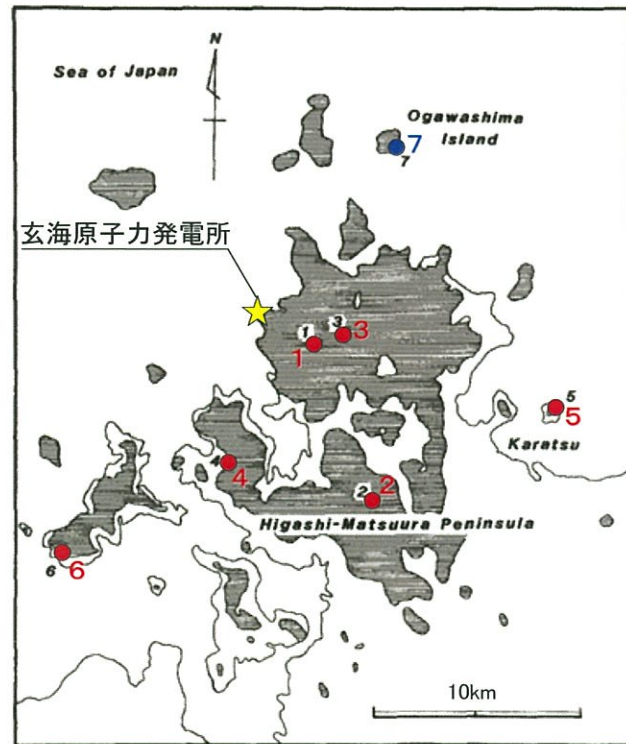 N
Sea of Japan
Ogawashima
Island
7
7
玄海原子力発電所
1
3
1
3
5
5
Karatsu
4
4
2
2
Higashi-Matsuura Peninsula
6
6
10km